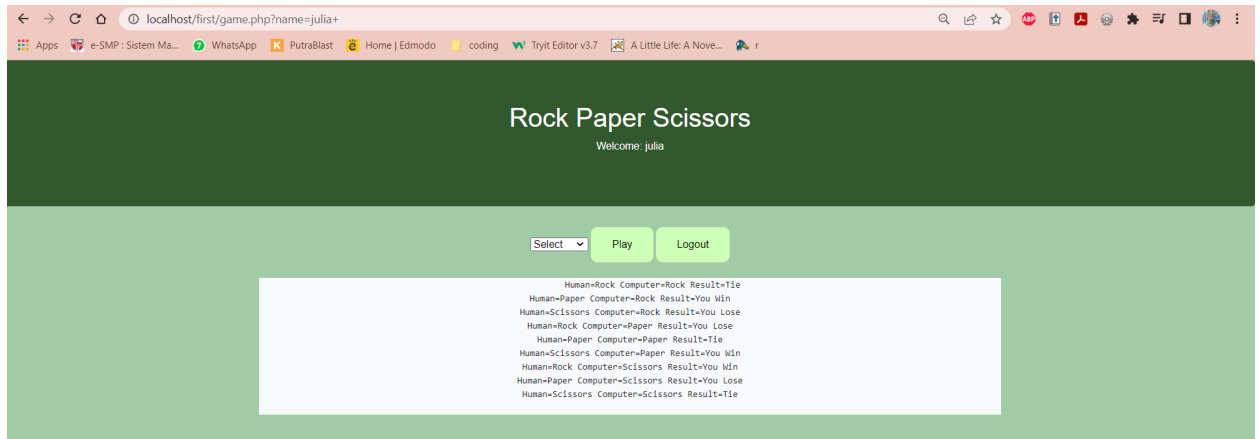 localhost/first/game.php?name=julia+
Apps e-SMP : Sistem Ma... WhatsApp PutraBlast Home | Edmodo coding Tryit Editor v3.7 A Little Life: A Nove... r
Rock Paper Scissors
Welcome: julia
Select Play Logout
Human=Rock Computer=Rock Result=Tie
Human=Paper Computer=Rock Result=You Win
Human=Scissors Computer=Rock Result=You Lose
Human=Rock Computer=Paper Result=You Lose
Human=Paper Computer=Paper Result=Tie
Human=Scissors Computer=Paper Result=You Win
Human=Rock Computer=Scissors Result=You Win
Human=Paper Computer=Scissors Result=You Lose
Human=Scissors Computer=Scissors Result=Tie